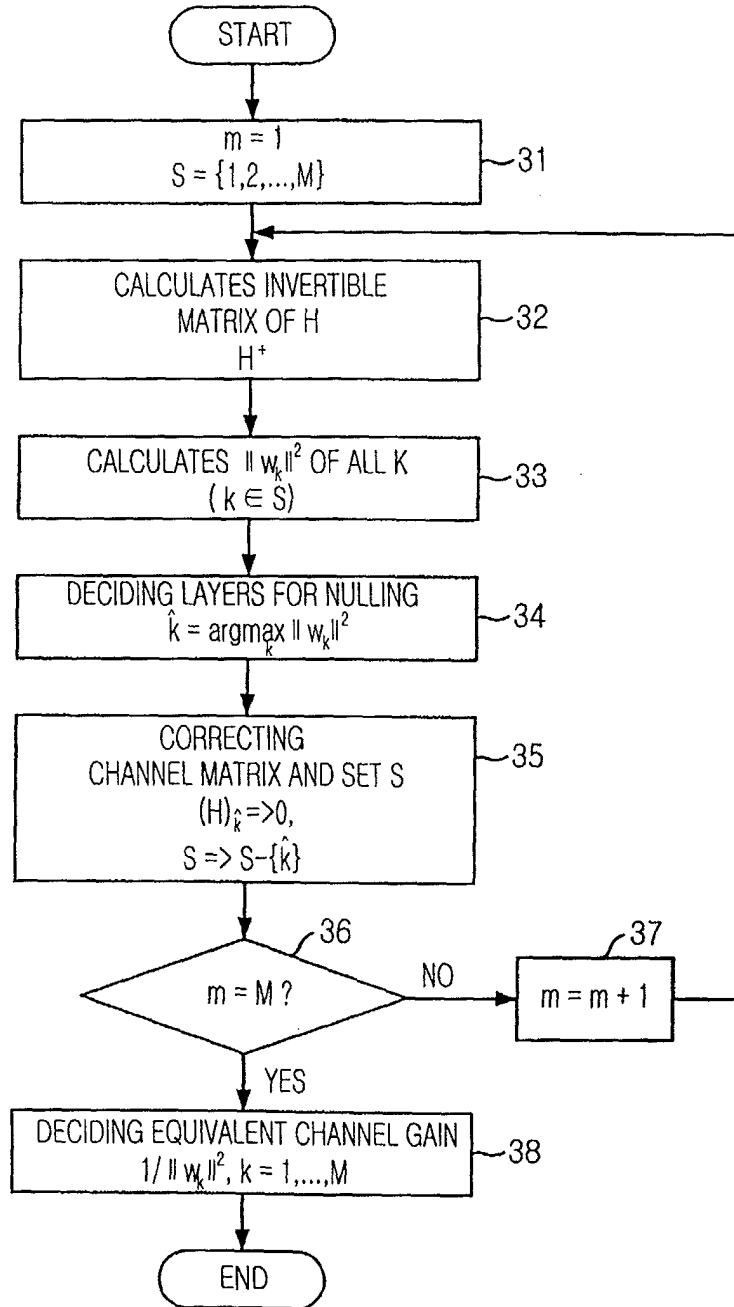 START
m = 1
S = {1,2,...,M}
31
CALCULATES INVERTIBLE
MATRIX OF H
H⁺
32
CALCULATES ‖w_k‖² OF ALL K
( k ∈ S)
33
DECIDING LAYERS FOR NULLING
k̂ = argmax_k ‖w_k‖²
34
CORRECTING
CHANNEL MATRIX AND SET S
(H)_k̂ =>0,
S => S-{k̂}
35
36
m = M ?
NO
37
m = m + 1
YES
DECIDING EQUIVALENT CHANNEL GAIN
1/‖w_k‖², k = 1,...,M
38
END